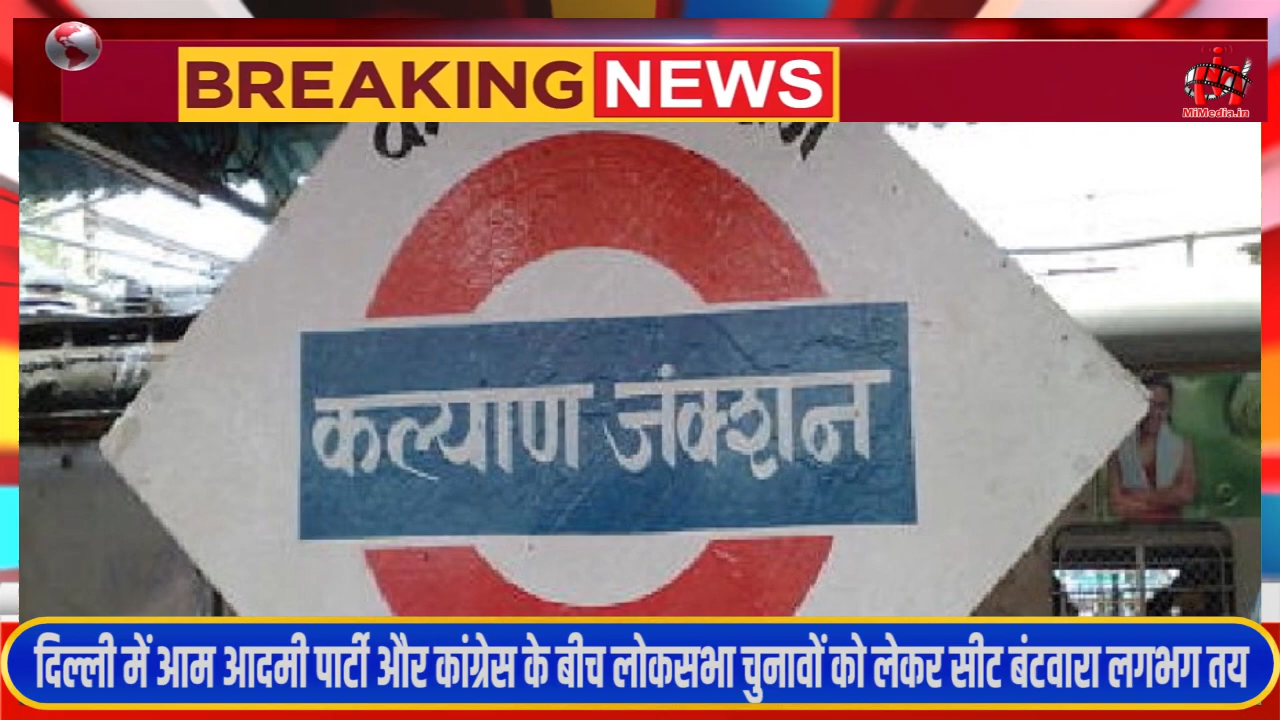 BREAKING NEWS
MiMedia.in
कल्याण जंक्शन
दिल्ली में आम आदमी पार्टी और कांग्रेस के बीच लोकसभा चुनावों को लेकर सीट बंटवारा लगभग तय